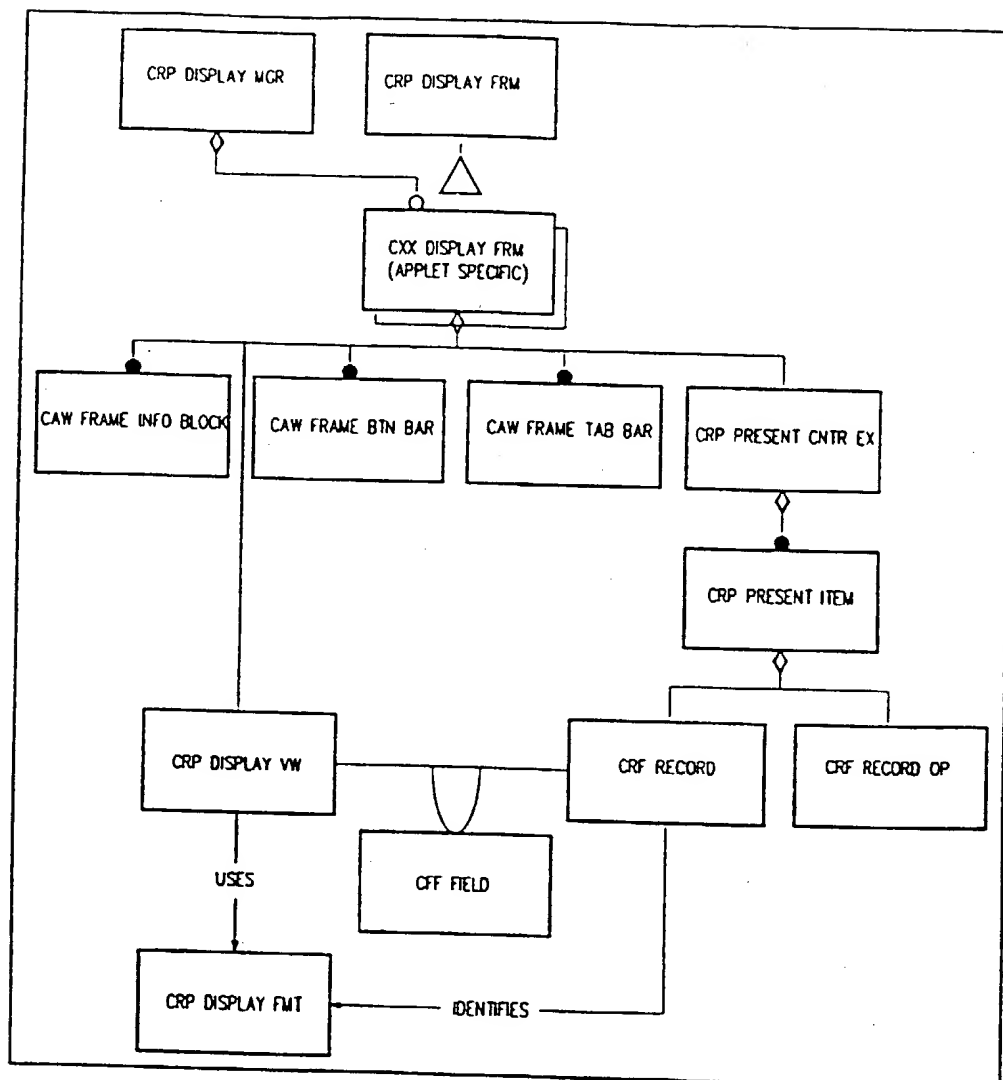 CRP DISPLAY MGR
CRP DISPLAY FRM
CXX DISPLAY FRM
(APPLET SPECIFIC)
CAW FRAME INFO BLOCK
CAW FRAME BTN BAR
CAW FRAME TAB BAR
CRP PRESENT CNTR EX
CRP PRESENT ITEM
CRP DISPLAY VW
CRF RECORD
CRF RECORD OP
USES
CFF FIELD
CRP DISPLAY FMT
IDENTIFIES